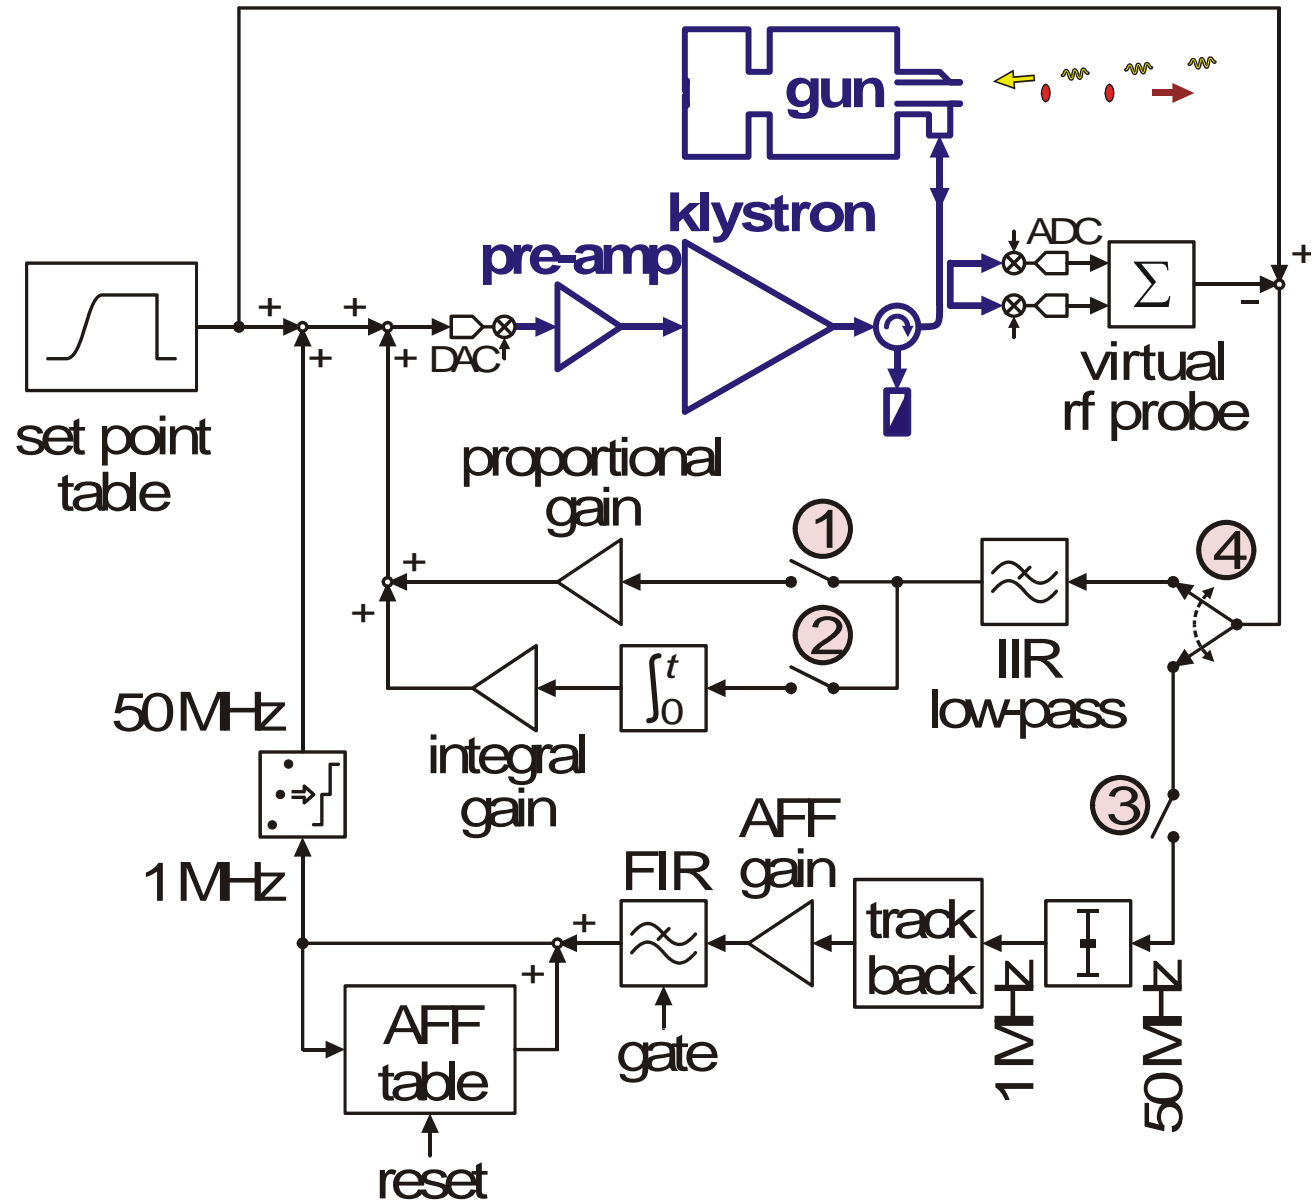 +
gun
klystron
ADC
pre-amp
+
+
+
Σ
−
+
+
DAC
virtual
rf probe
set point
table
proportional
gain
1
4
+
+
2
∫ t 0
IIR
low-pass
50 MHz
integral
gain
3
AFF
gain
FIR
1 MHz
track
back
+
+
1 MHz
50 MHz
AFF
table
gate
reset